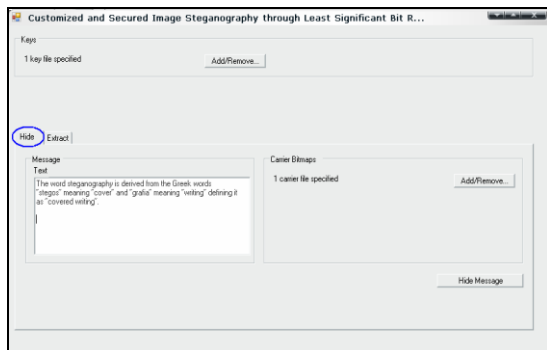 Customized and Secured Image Steganography through Least Significant Bit R...
Keys
1 key file specified
Add/Remove...
Hide
Extract
Message
Text
The word steganography is derived from the Greek words
"stegos" meaning "cover" and "grafia" meaning "writing" defining it
as "covered writing".
Carrier Bitmaps
1 carrier file specified
Add/Remove...
Hide Message